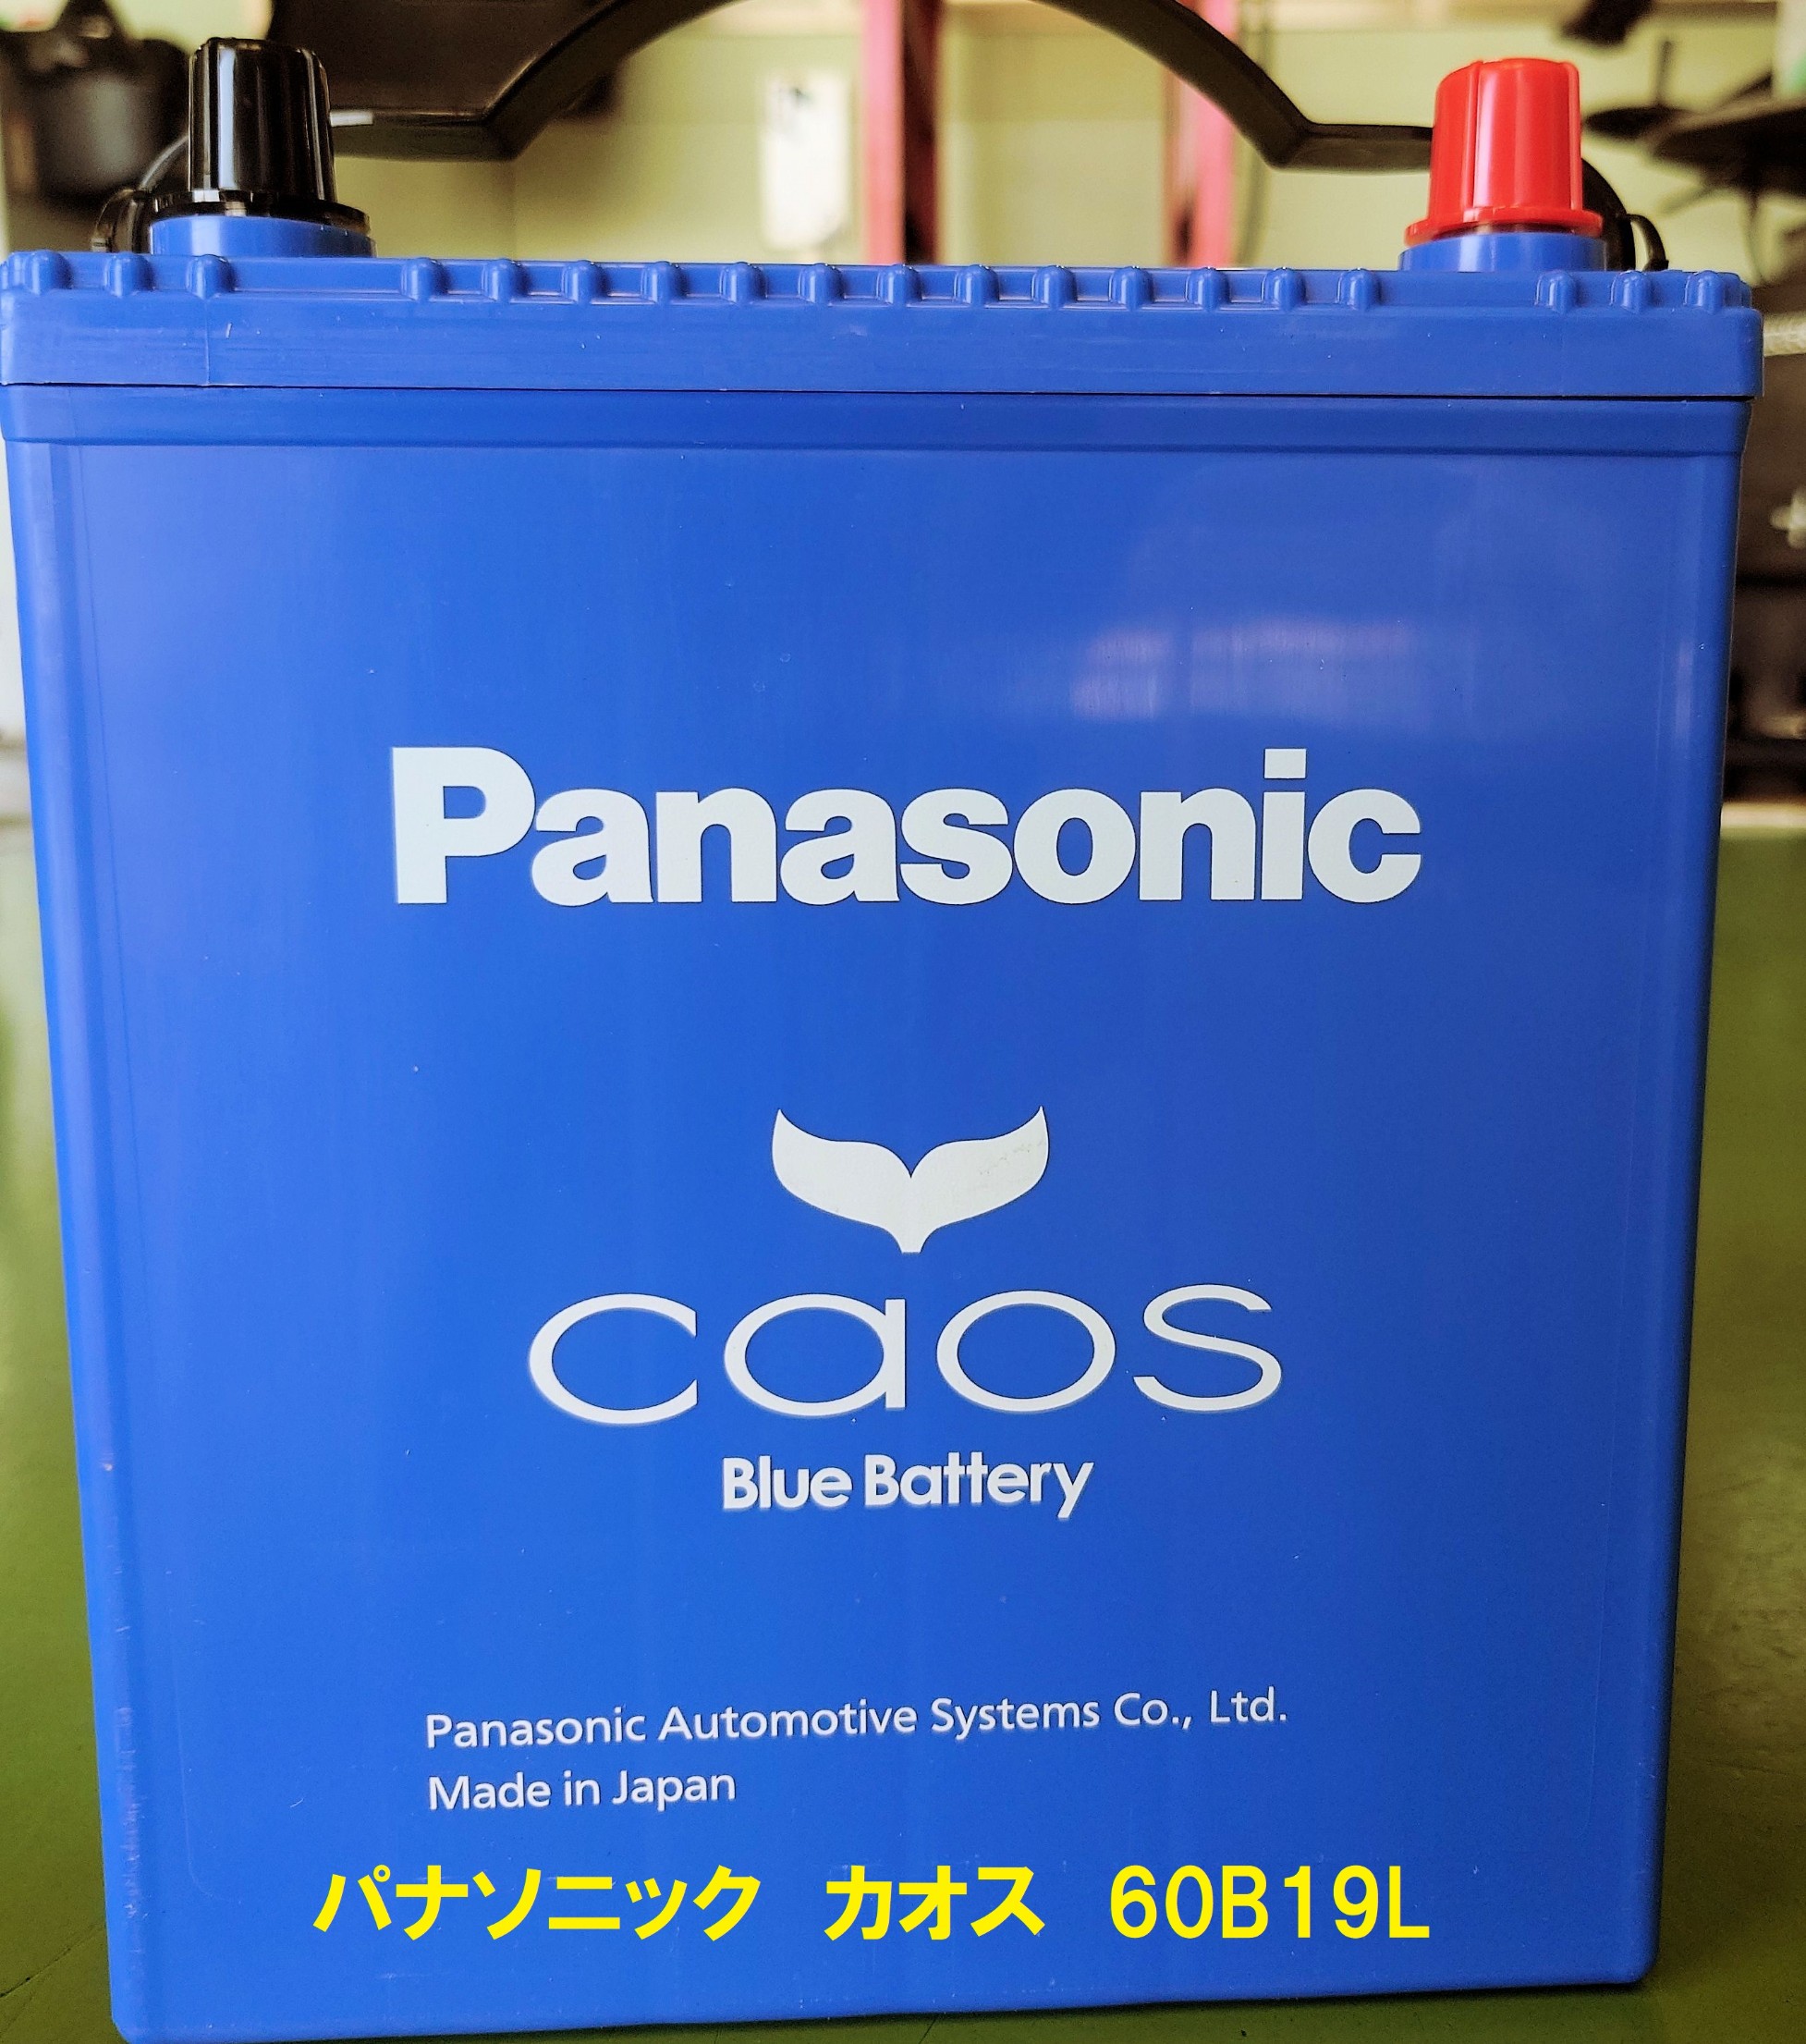 Panasonic
caos
Blue Battery
Panasonic Automotive Systems Co., Ltd.
Made in Japan
パナソニック　カオス　60B19L